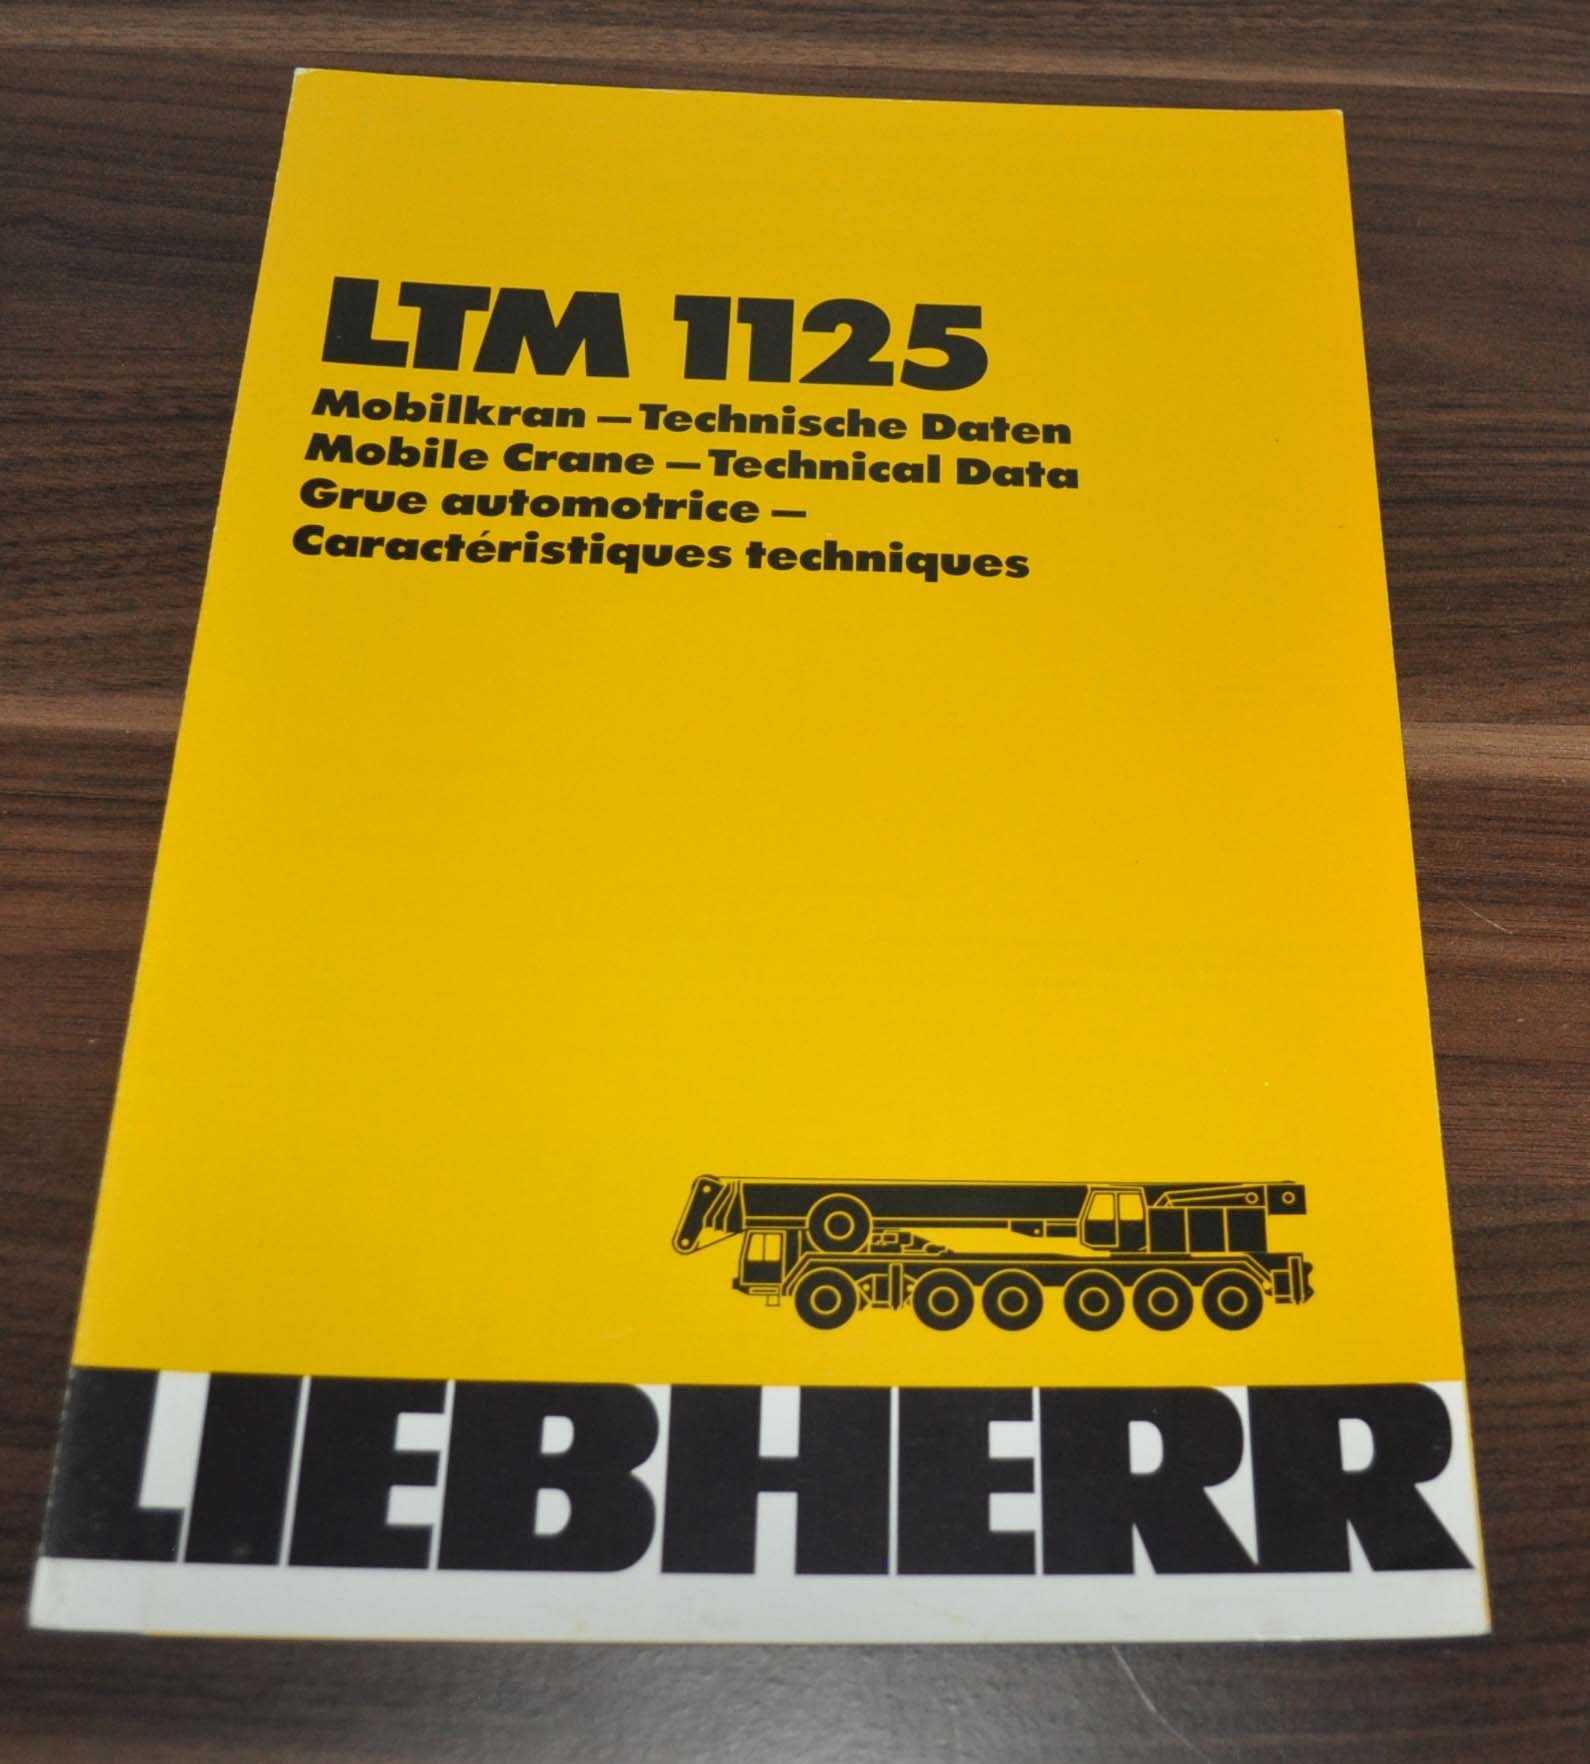 LTM 1125
Mobilkran – Technische Daten
Mobile Crane – Technical Data
Grue automotrice –
Caractéristiques techniques
LIEBHERR